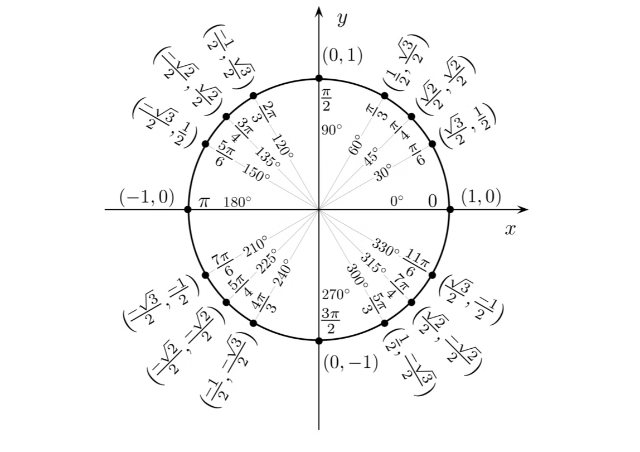 y
(0, 1)
(-1/2, √3/2)
(-√2/2, √2/2)
(-√3/2, 1/2)
(1/2, √3/2)
(√2/2, √2/2)
(√3/2, 1/2)
π/2
90°
2π/3
120°
3π/4
135°
5π/6
150°
π/3
60°
π/4
45°
π/6
30°
(-1, 0)
π
180°
0°
0
(1, 0)
x
7π/6
210°
5π/4
225°
4π/3
240°
270°
3π/2
330°
11π/6
315°
7π/4
300°
5π/3
(-√3/2, -1/2)
(-√2/2, -√2/2)
(-1/2, -√3/2)
(0, -1)
(√3/2, -1/2)
(√2/2, -√2/2)
(1/2, -√3/2)